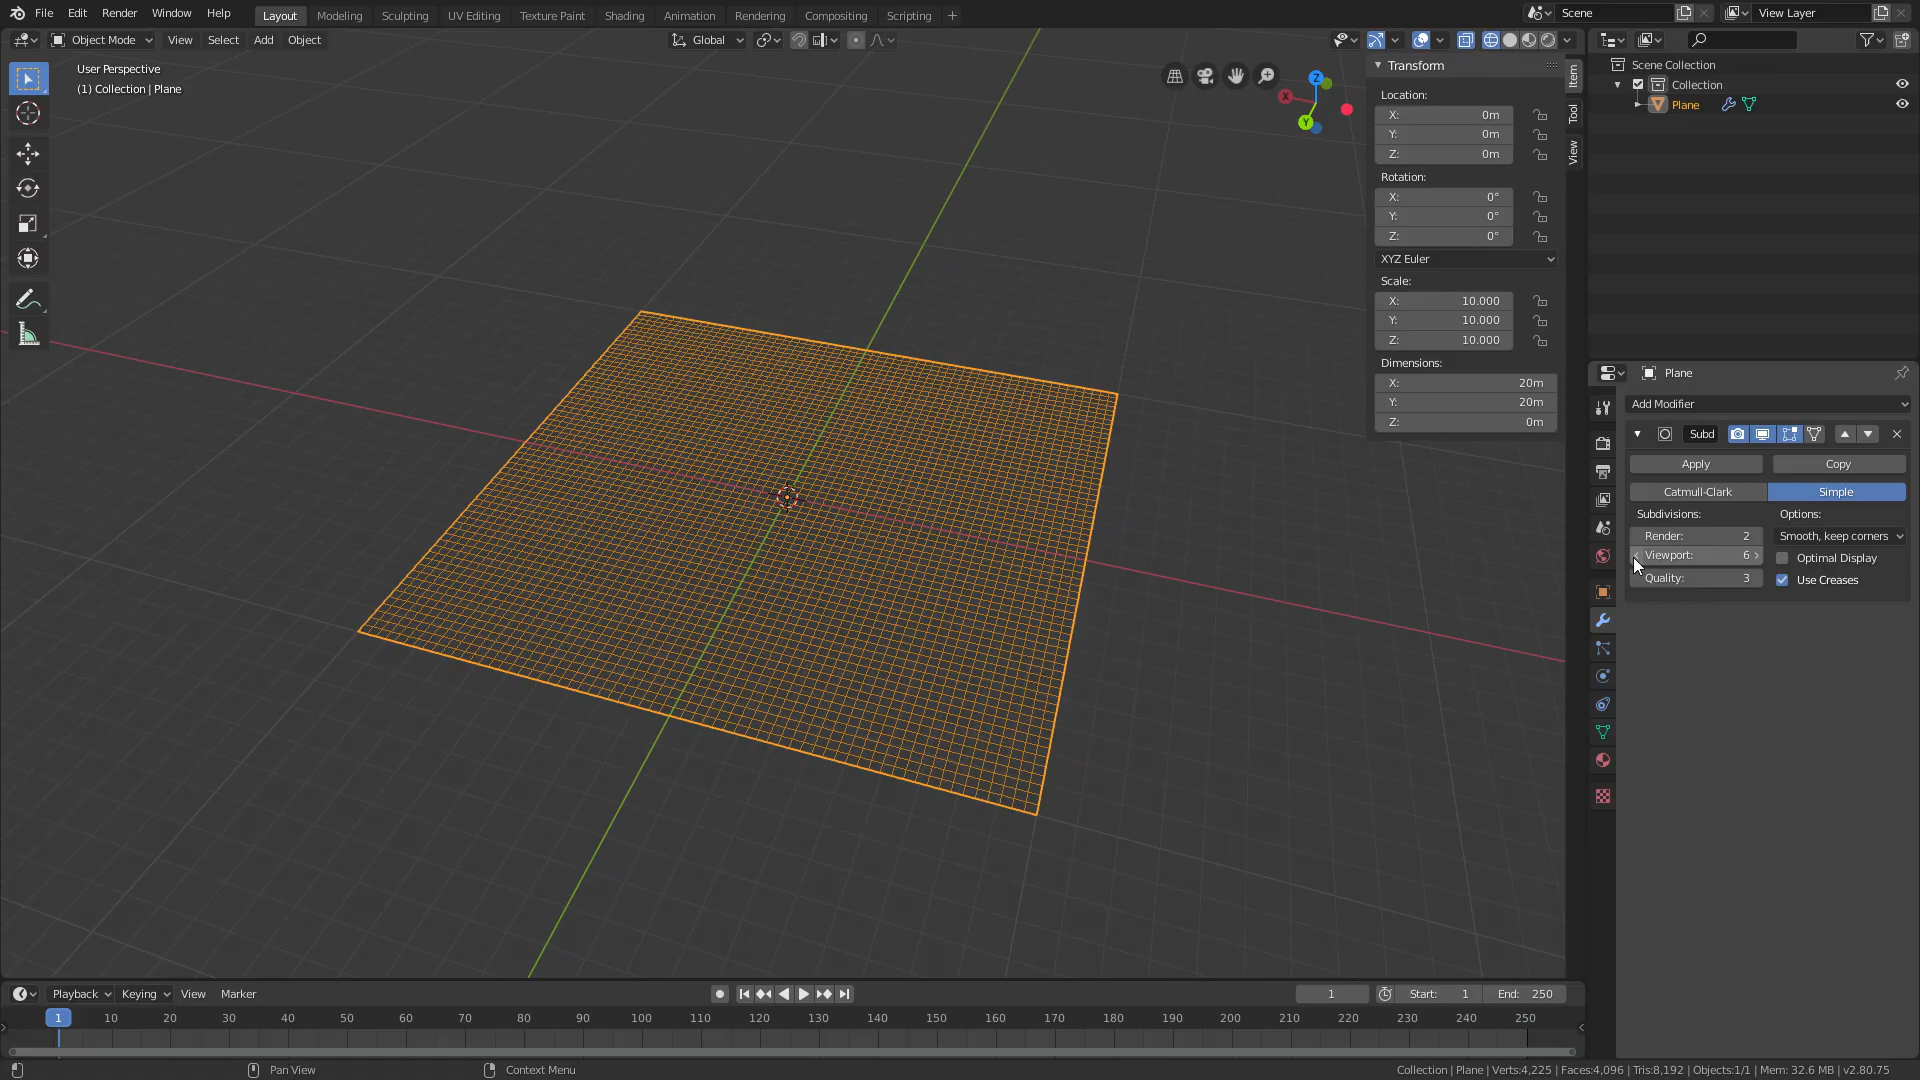 File Edit Render Window Help Layout Modeling Sculpting UV Editing Texture Paint Shading Animation Rendering Compositing Scripting + Scene View Layer
Object Mode View Select Add Object Global
User Perspective
(1) Collection | Plane
Z
X
Y
Transform
Location:
X: 0m
Y: 0m
Z: 0m
Rotation:
X: 0°
Y: 0°
Z: 0°
XYZ Euler
Scale:
X: 10.000
Y: 10.000
Z: 10.000
Dimensions:
X: 20m
Y: 20m
Z: 0m
Item
Tool
View
Scene Collection
Collection
Plane
Plane
Add Modifier
Subd
Apply Copy
Catmull-Clark Simple
Subdivisions: Options:
Render: 2 Smooth, keep corners
Viewport: 6 Optimal Display
Quality: 3 Use Creases
Playback Keying View Marker 1 Start: 1 End: 250
1 10 20 30 40 50 60 70 80 90 100 110 120 130 140 150 160 170 180 190 200 210 220 230 240 250
Pan View Context Menu Collection | Plane | Verts:4,225 | Faces:4,096 | Tris:8,192 | Objects:1/1 | Mem: 32.6 MB | v2.80.75